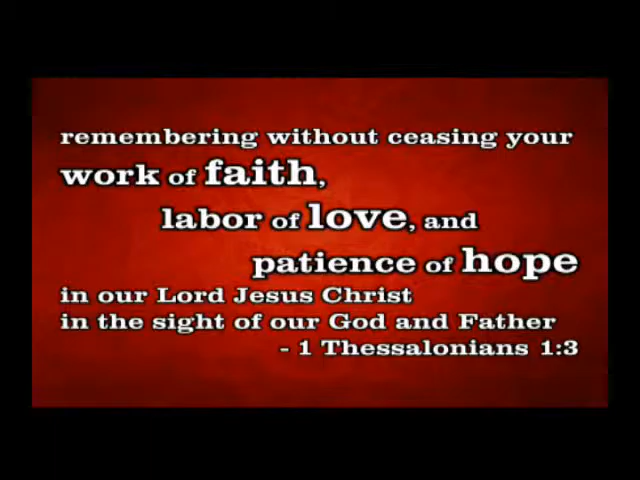 remembering without ceasing your
work of faith,
labor of love, and
patience of hope
in our Lord Jesus Christ
in the sight of our God and Father
- 1 Thessalonians 1:3